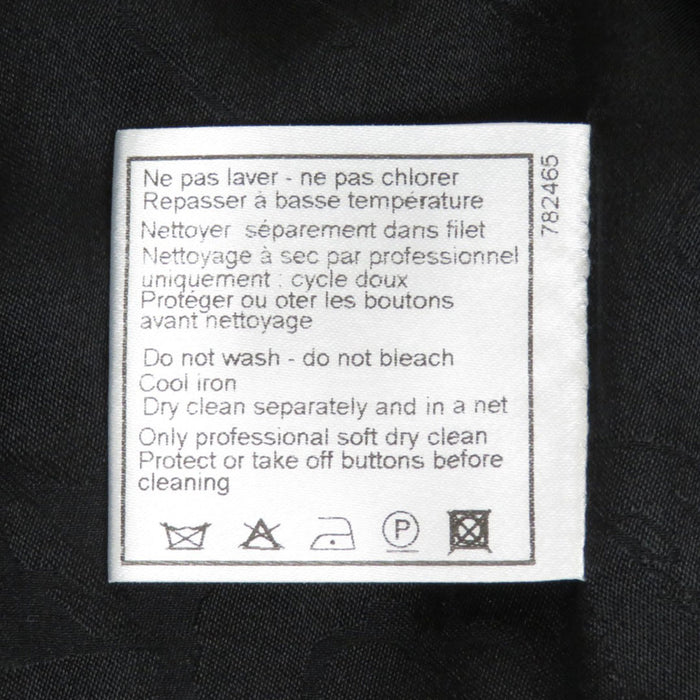 Ne pas laver - ne pas chlorer
Repasser à basse température
Nettoyer séparement dans filet
Nettoyage à sec par professionnel
uniquement : cycle doux
Protéger ou oter les boutons
avant nettoyage
Do not wash - do not bleach
Cool iron
Dry clean separately and in a net
Only professional soft dry clean
Protect or take off buttons before
cleaning
P
782465